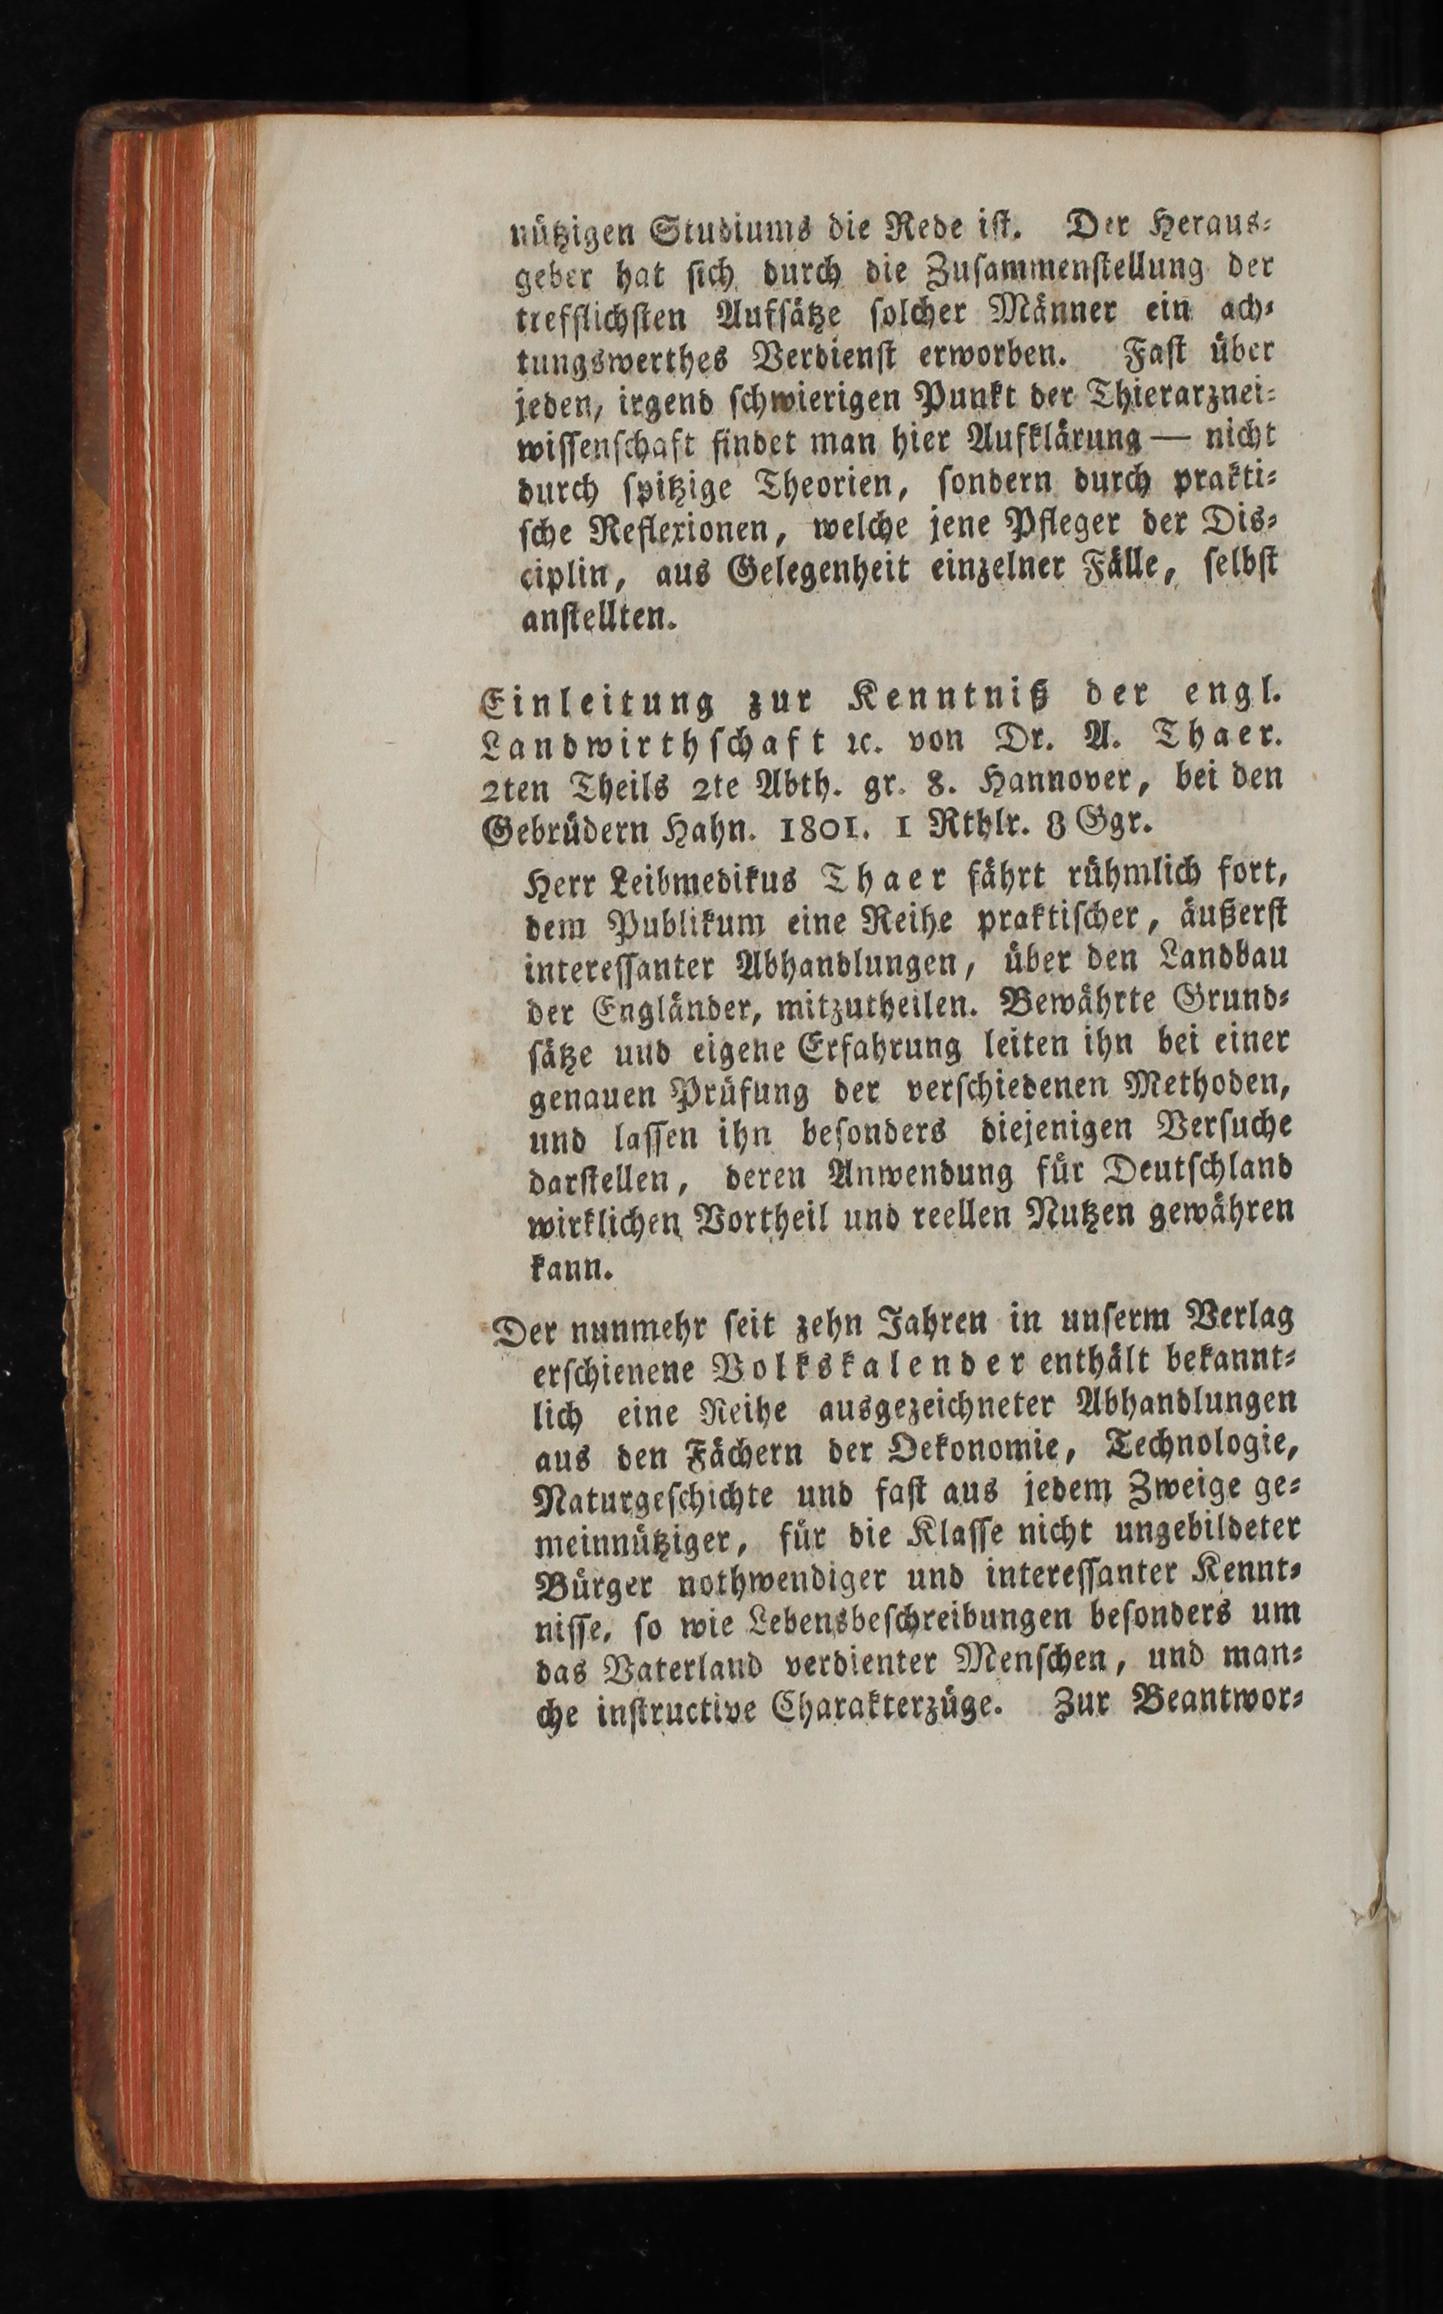 nützigen Studiums die Rede iſt. Der Heraus-
geber hat ſich durch die Zuſammenſtellung der
trefflichſten Aufſätze ſolcher Männer ein ach-
tungswerthes Verdienſt erworben. Faſt über
jeden, irgend ſchwierigen Punkt der Thierarznei-
wiſſenſchaft findet man hier Aufklärung — nicht
durch ſpitzige Theorien, ſondern durch prakti-
ſche Reflexionen, welche jene Pfleger der Dis-
ciplin, aus Gelegenheit einzelner Fälle, ſelbſt
anſtellten.
Einleitung zur Kenntniß der engl.
Landwirthſchaft ꝛc. von Dr. A. Thaer.
2ten Theils 2te Abth. gr. 8. Hannover, bei den
Gebrüdern Hahn. 1801. 1 Rthlr. 8 Ggr.
Herr Leibmedikus Thaer fährt rühmlich fort,
dem Publikum eine Reihe praktiſcher, äußerſt
intereſſanter Abhandlungen, über den Landbau
der Engländer, mitzutheilen. Bewährte Grund-
ſätze und eigene Erfahrung leiten ihn bei einer
genauen Prüfung der verſchiedenen Methoden,
und laſſen ihn beſonders diejenigen Verſuche
darſtellen, deren Anwendung für Deutſchland
wirklichen Vortheil und reellen Nutzen gewähren
kann.
Der nunmehr ſeit zehn Jahren in unſerm Verlag
erſchienene Volkskalender enthält bekannt-
lich eine Reihe ausgezeichneter Abhandlungen
aus den Fächern der Oekonomie, Technologie,
Naturgeſchichte und faſt aus jedem Zweige ge-
meinnütziger, für die Klaſſe nicht ungebildeter
Bürger nothwendiger und intereſſanter Kennt-
niſſe, ſo wie Lebensbeſchreibungen beſonders um
das Vaterland verdienter Menſchen, und man-
che inſtructive Charakterzüge. Zur Beantwor-